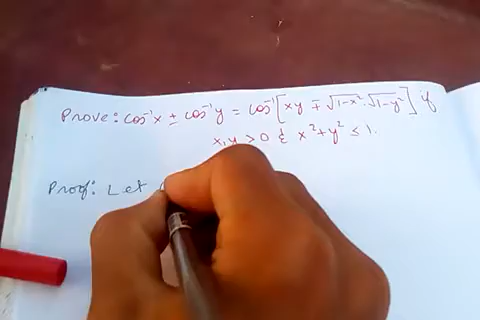 Prove: cos⁻¹x ± cos⁻¹y = cos⁻¹[xy ∓ √1-x² · √1-y²] if
x, y > 0 & x² + y² ≤ 1.
Proof: Let